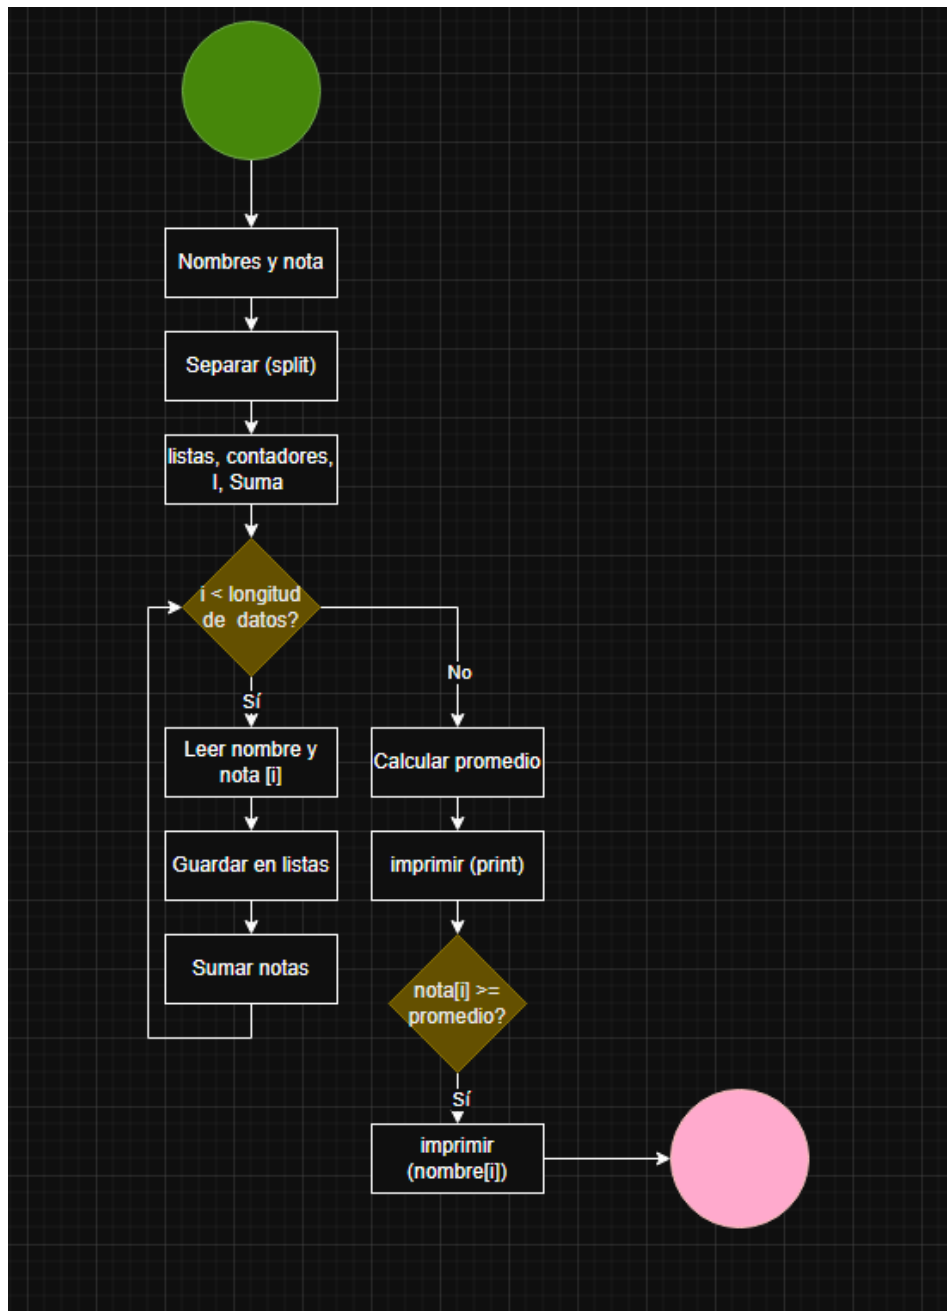 Nombres y nota
Separar (split)
listas, contadores,
I, Suma
i < longitud
de datos?
No
Sí
Leer nombre y
nota [i]
Calcular promedio
Guardar en listas
imprimir (print)
Sumar notas
nota[i] >=
promedio?
Sí
imprimir
(nombre[i])